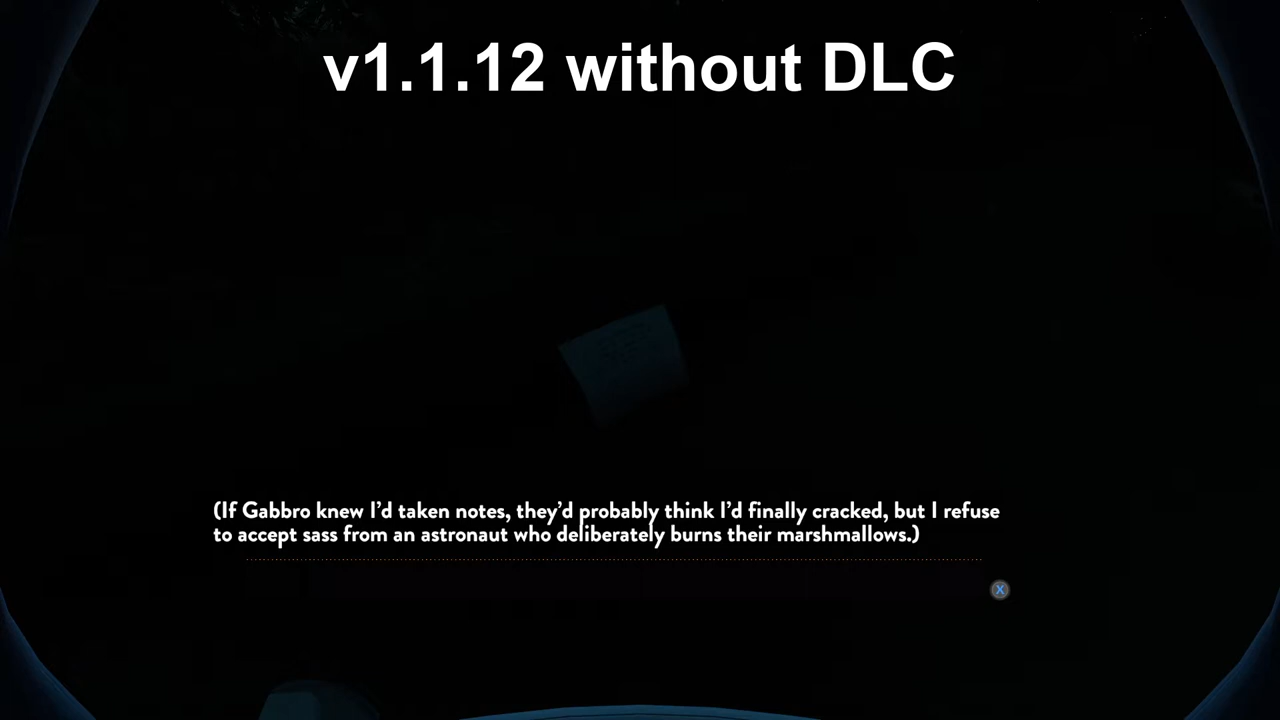 v1.1.12 without DLC
(If Gabbro knew I'd taken notes, they'd probably think I'd finally cracked, but I refuse
to accept sass from an astronaut who deliberately burns their marshmallows.)
X